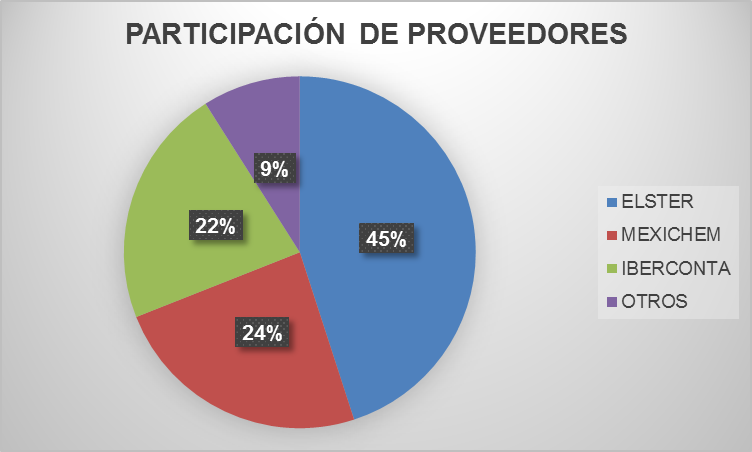 PARTICIPACIÓN DE PROVEEDORES
9%
22%
45%
24%
ELSTER
MEXICHEM
IBERCONTA
OTROS